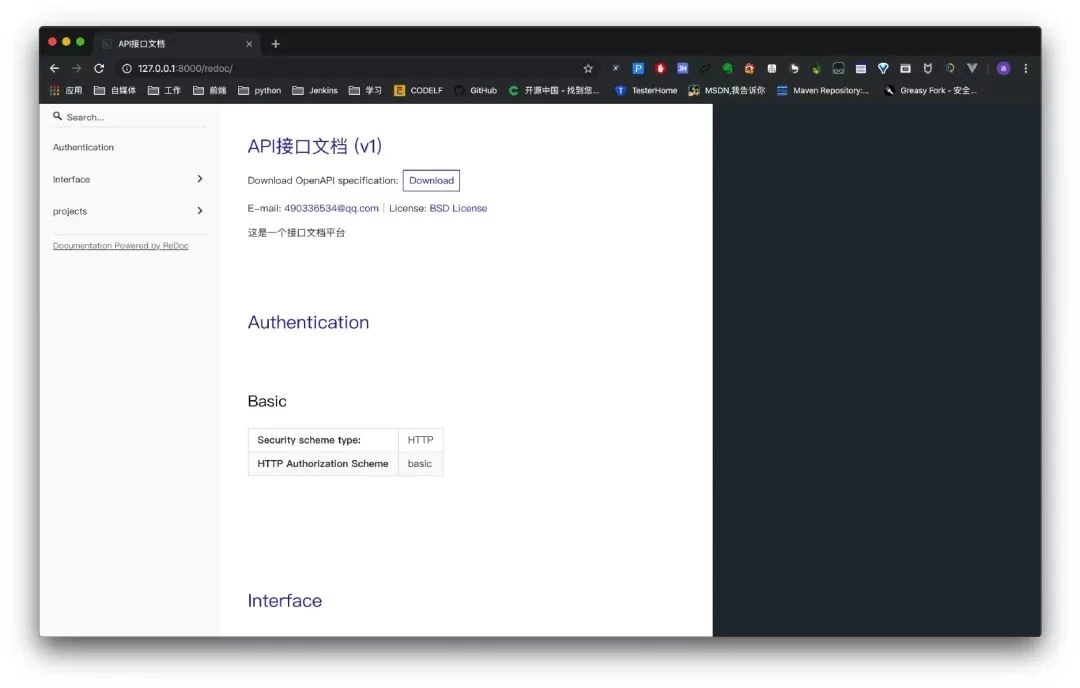 API接口文档
127.0.0.1:8000/redoc/
应用 自媒体 工作 前端 python Jenkins 学习 CODELF GitHub 开源中国 - 找到您... TesterHome MSDN,我告诉你 Maven Repository:... Greasy Fork - 安全...
Search...
Authentication
Interface
projects
Documentation Powered by ReDoc
API接口文档 (v1)
Download OpenAPI specification: Download
E-mail: 490336534@qq.com | License: BSD License
这是一个接口文档平台
Authentication
Basic
Security scheme type: HTTP
HTTP Authorization Scheme basic
Interface